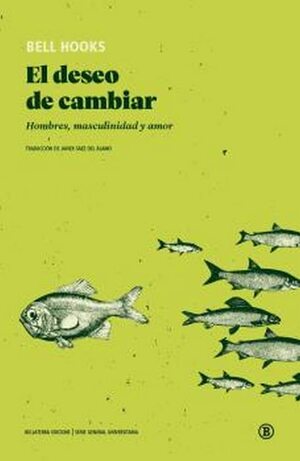 BELL HOOKS
El deseo
de cambiar
Hombres, masculinidad y amor
TRADUCCIÓN DE JAVIER SÁEZ DEL ÁLAMO
BELLATERRA EDICIONS | SERIE GENERAL UNIVERSITARIA
B